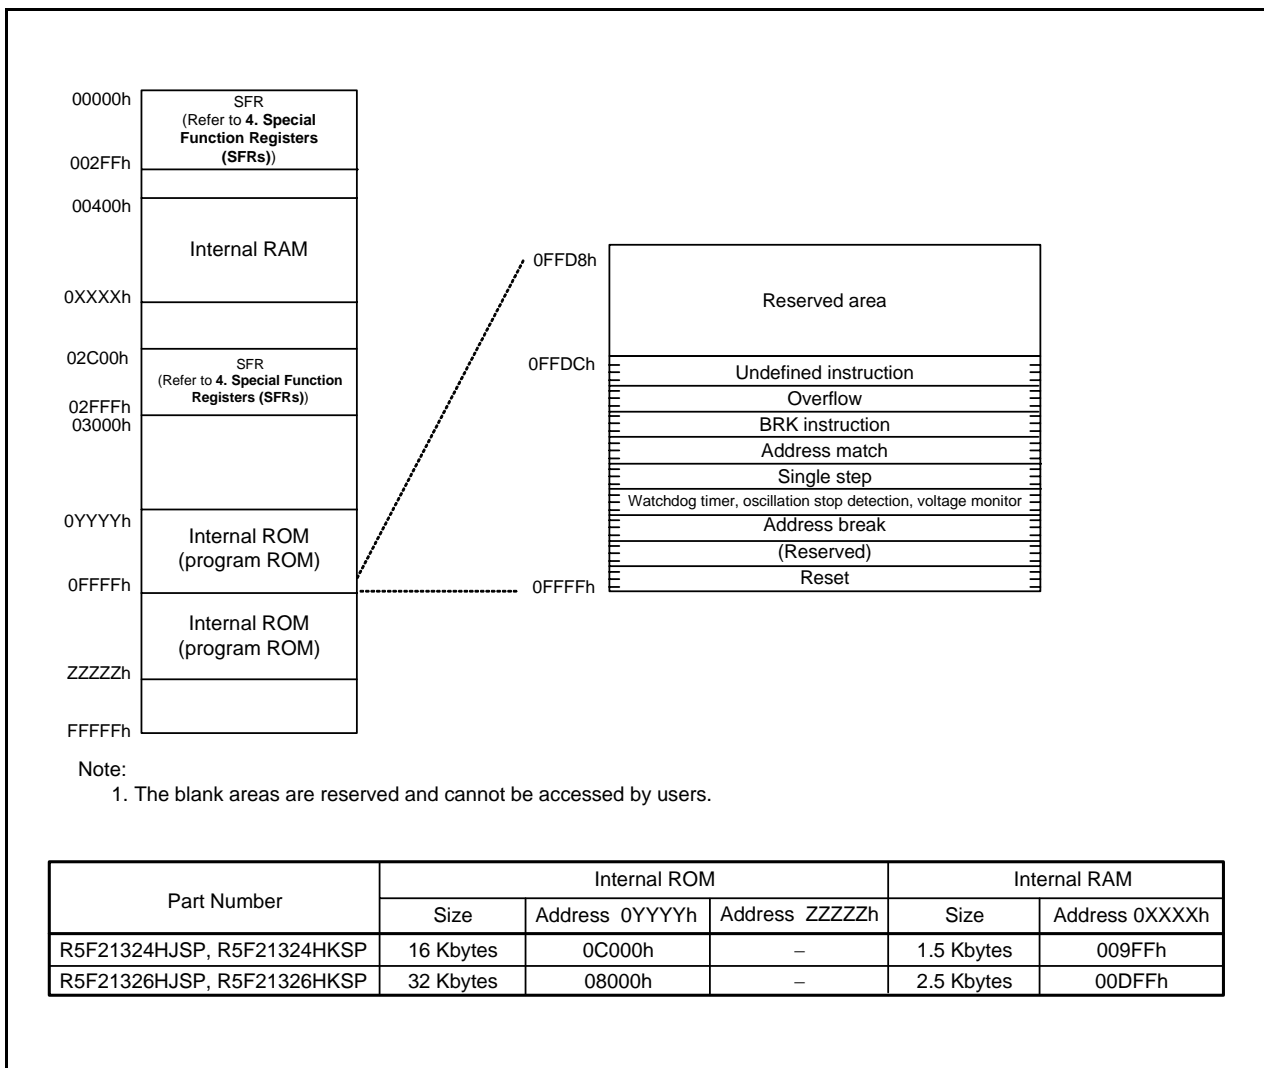 00000h
SFR
(Refer to 4. Special
Function Registers
(SFRs))
002FFh
00400h
Internal RAM
0XXXXh
02C00h
SFR
(Refer to 4. Special Function
Registers (SFRs))
02FFFh
03000h
0YYYYh
Internal ROM
(program ROM)
0FFFFh
Internal ROM
(program ROM)
ZZZZZh
FFFFFh
0FFD8h
Reserved area
0FFDCh
Undefined instruction
Overflow
BRK instruction
Address match
Single step
Watchdog timer, oscillation stop detection, voltage monitor
Address break
(Reserved)
Reset
0FFFFh
Note:
1. The blank areas are reserved and cannot be accessed by users.
Part Number Internal ROM Internal RAM
Size Address 0YYYYh Address ZZZZZh Size Address 0XXXXh
R5F21324HJSP, R5F21324HKSP 16 Kbytes 0C000h – 1.5 Kbytes 009FFh
R5F21326HJSP, R5F21326HKSP 32 Kbytes 08000h – 2.5 Kbytes 00DFFh